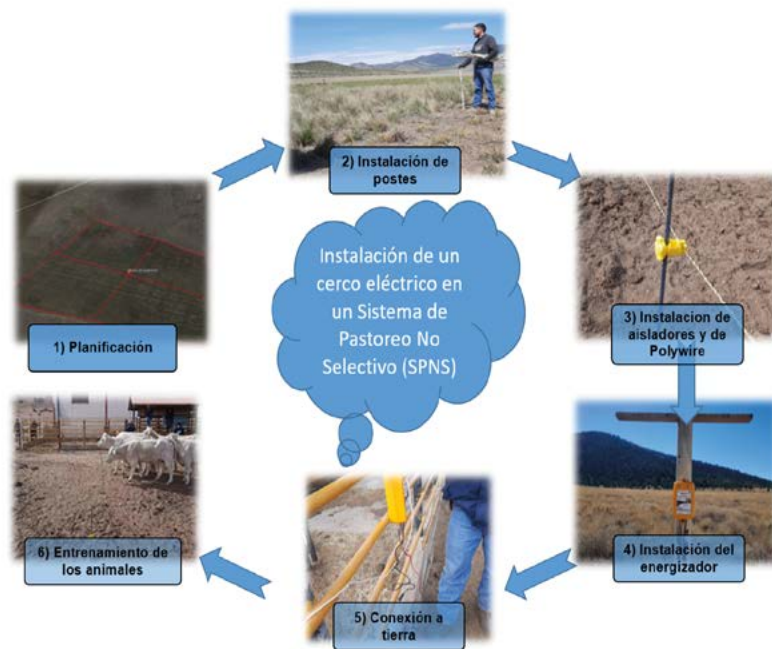 Instalación de un
cerco eléctrico en
un Sistema de
Pastoreo No
Selectivo (SPNS)
1) Planificación
2) Instalación de
postes
3) Instalacion de
aisladores y de
Polywire
4) Instalación del
energizador
5) Conexión a
tierra
6) Entrenamiento de
los animales